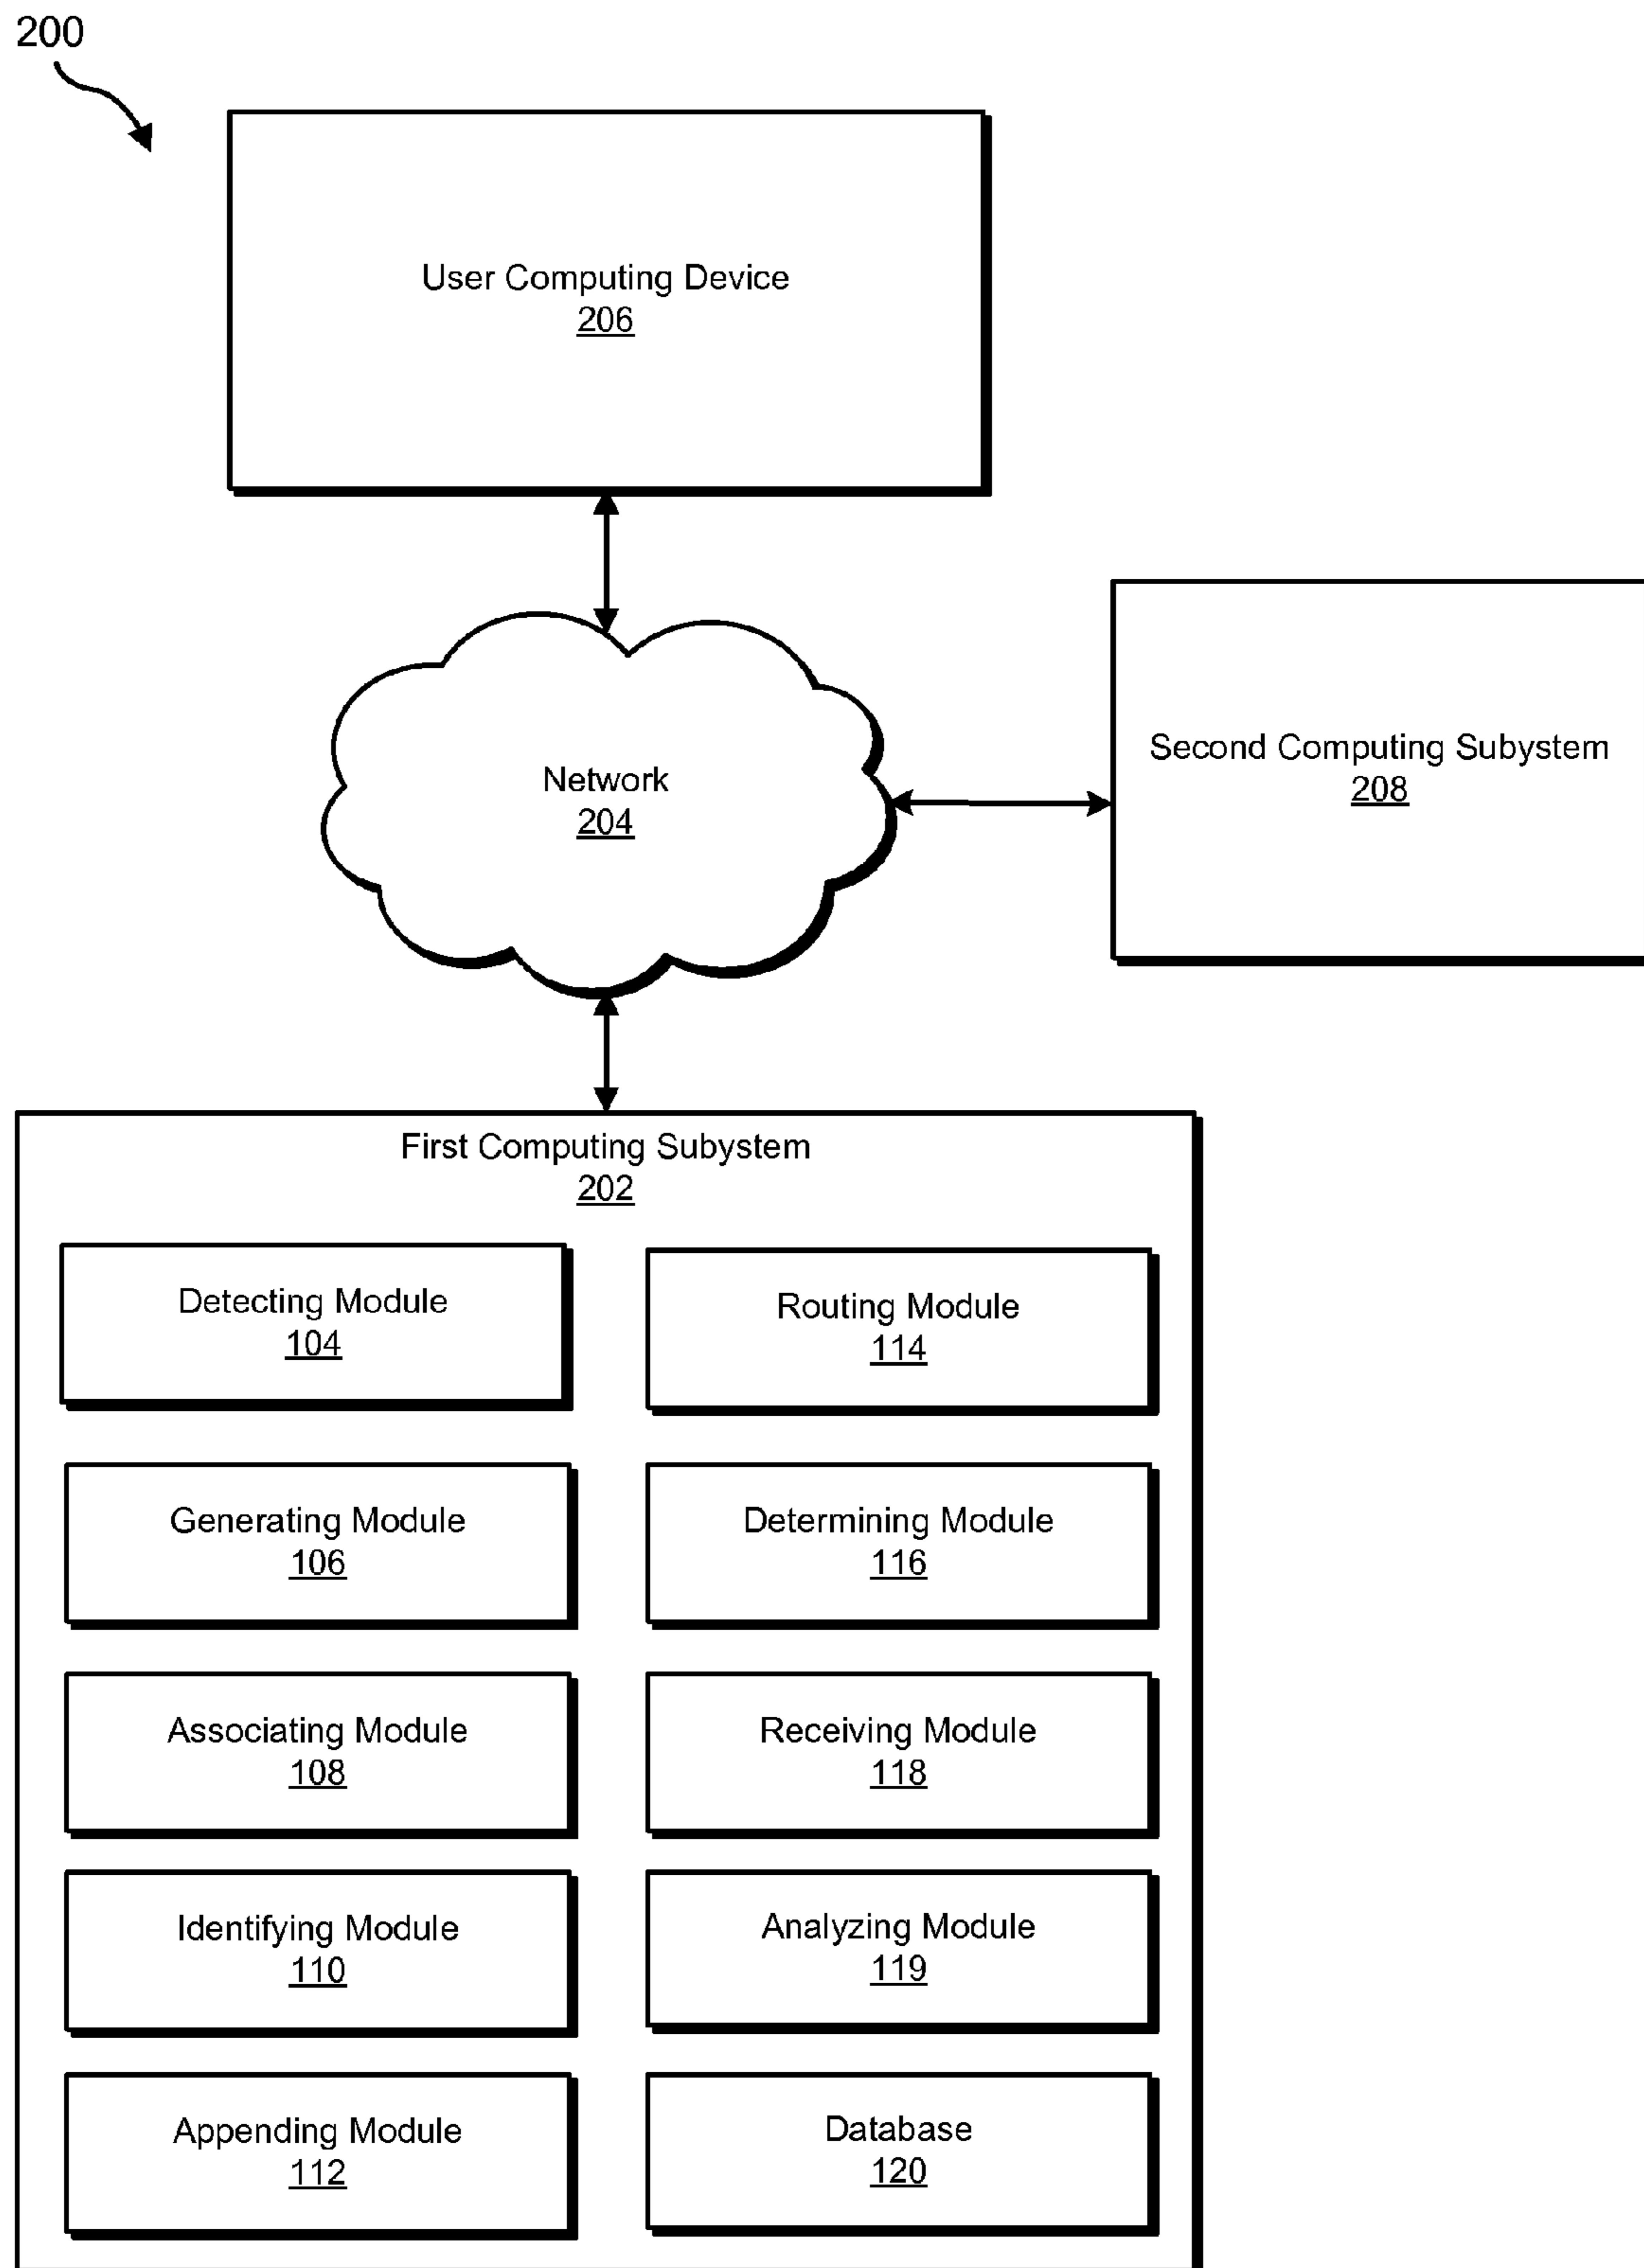 200
User Computing Device
206
Network
204
Second Computing Subystem
208
First Computing Subystem
202
Detecting Module
104
Routing Module
114
Generating Module
106
Determining Module
116
Associating Module
108
Receiving Module
118
Identifying Module
110
Analyzing Module
119
Appending Module
112
Database
120